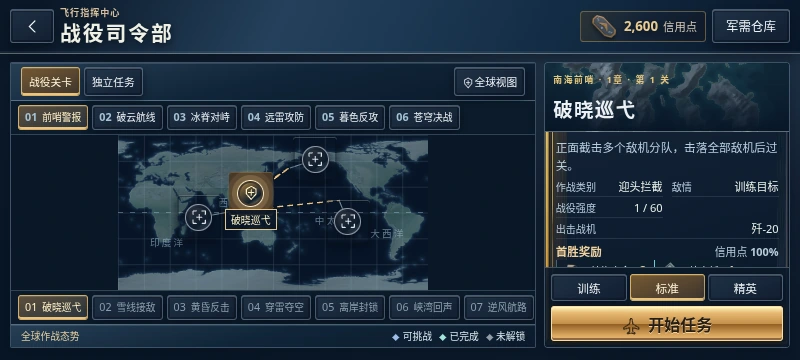 飞行指挥中心
战役司令部
2,600 信用点
军需仓库
战役关卡
独立任务
全球视图
01 前哨警报
02 破云航线
03 冰脊对峙
04 远雷攻防
05 暮色反攻
06 苍穹决战
破晓巡弋
印度洋
大西洋
01 破晓巡弋
02 雪线接敌
03 黄昏反击
04 穿雷夺空
05 离岸封锁
06 峡湾回声
07 逆风航路
全球作战态势
可挑战
已完成
未解锁
南海前哨 · 1章 · 第 1 关
破晓巡弋
正面截击多个敌机分队，击落全部敌机后过
关。
作战类别 迎头拦截 敌情 训练目标
战役强度 1 / 60
出击战机 歼-20
首胜奖励 信用点 100%
训练
标准
精英
开始任务